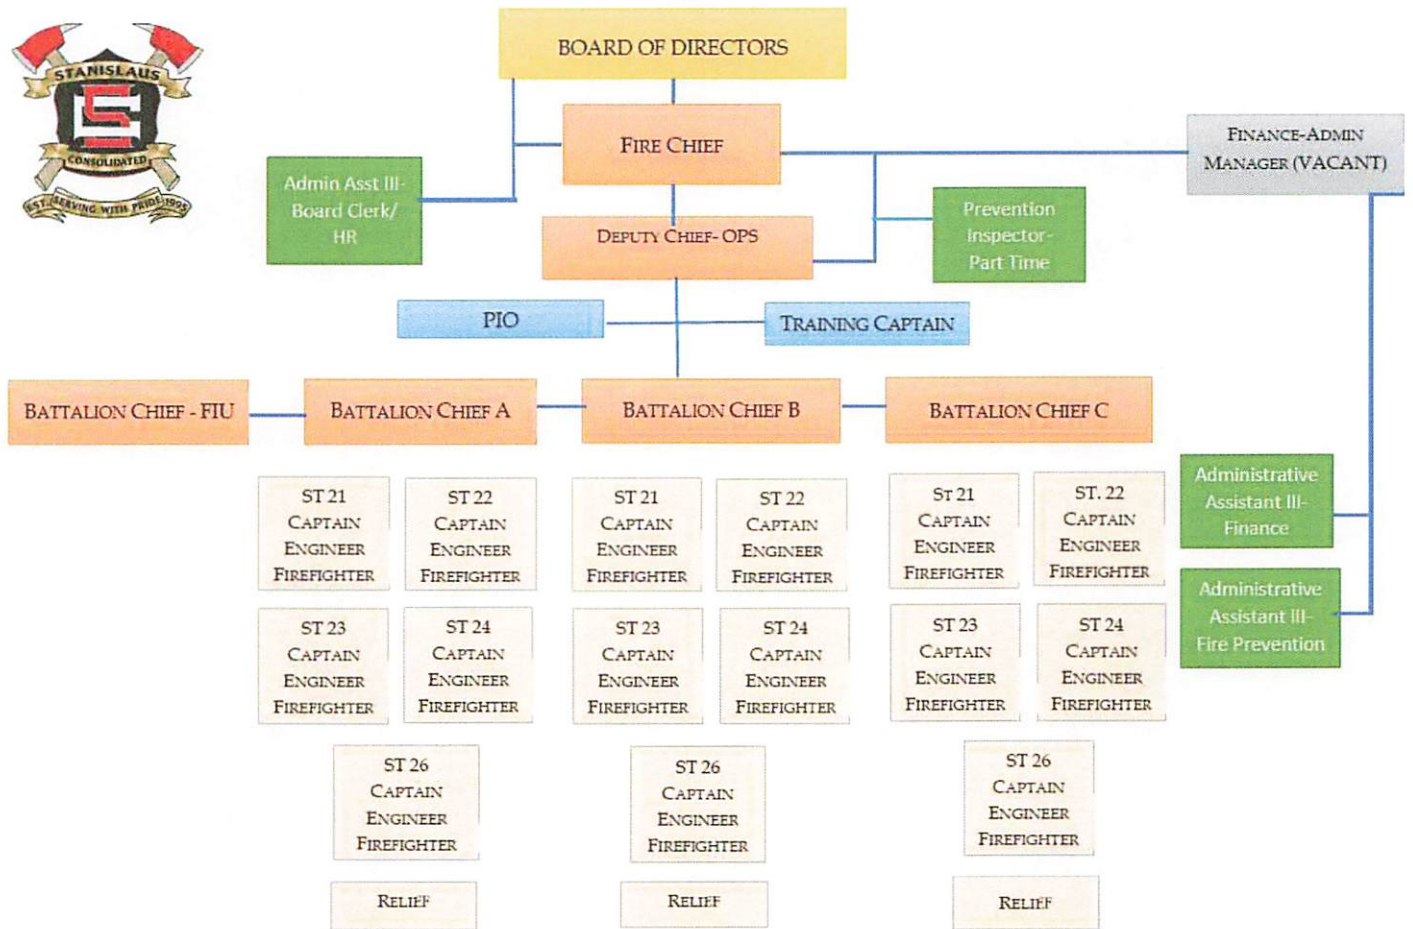 STANISLAUS
CONSOLIDATED
EST. SERVING WITH PRIDE 1995
BOARD OF DIRECTORS
FIRE CHIEF
FINANCE-ADMIN
MANAGER (VACANT)
Admin Asst III-
Board Clerk/
HR
DEPUTY CHIEF- OPS
Prevention
Inspector-
Part Time
PIO
TRAINING CAPTAIN
BATTALION CHIEF - FIU
BATTALION CHIEF A
BATTALION CHIEF B
BATTALION CHIEF C
ST 21
CAPTAIN
ENGINEER
FIREFIGHTER
ST 22
CAPTAIN
ENGINEER
FIREFIGHTER
ST 21
CAPTAIN
ENGINEER
FIREFIGHTER
ST 22
CAPTAIN
ENGINEER
FIREFIGHTER
ST 21
CAPTAIN
ENGINEER
FIREFIGHTER
ST. 22
CAPTAIN
ENGINEER
FIREFIGHTER
Administrative
Assistant III-
Finance
ST 23
CAPTAIN
ENGINEER
FIREFIGHTER
ST 24
CAPTAIN
ENGINEER
FIREFIGHTER
ST 23
CAPTAIN
ENGINEER
FIREFIGHTER
ST 24
CAPTAIN
ENGINEER
FIREFIGHTER
ST 23
CAPTAIN
ENGINEER
FIREFIGHTER
ST 24
CAPTAIN
ENGINEER
FIREFIGHTER
Administrative
Assistant III-
Fire Prevention
ST 26
CAPTAIN
ENGINEER
FIREFIGHTER
ST 26
CAPTAIN
ENGINEER
FIREFIGHTER
ST 26
CAPTAIN
ENGINEER
FIREFIGHTER
RELIEF
RELIEF
RELIEF